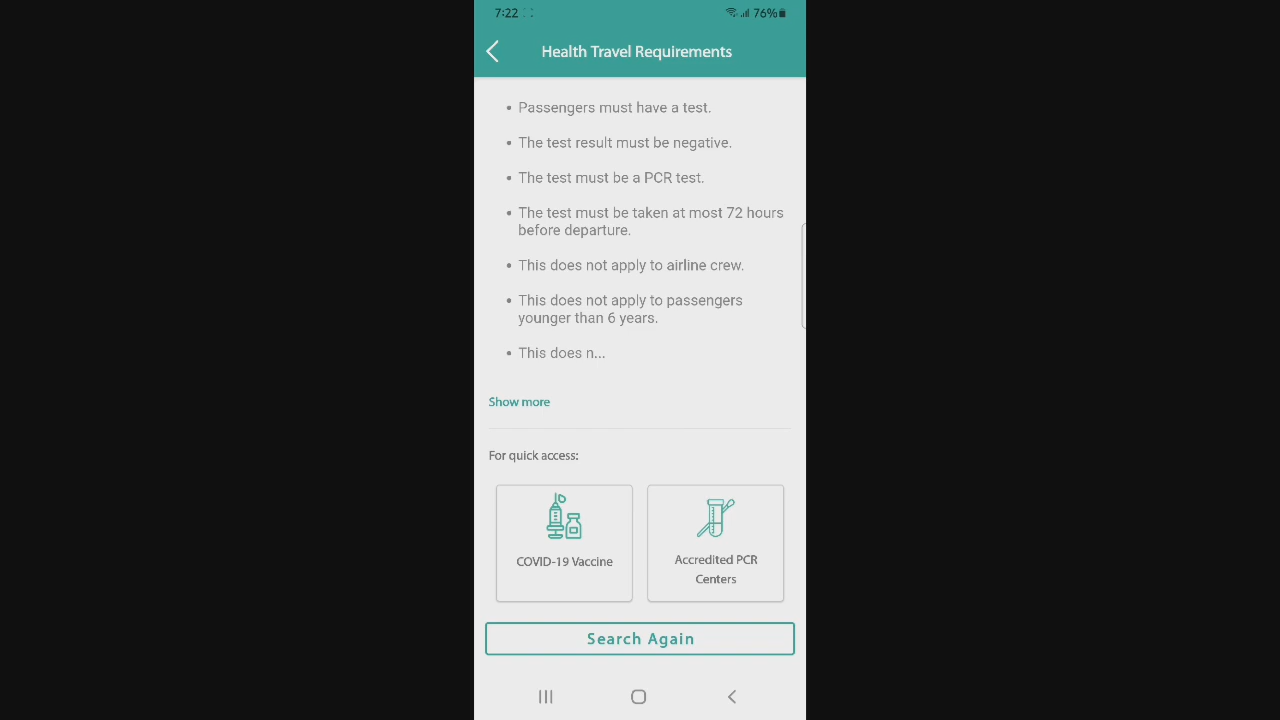 7:22
76%
Health Travel Requirements
• Passengers must have a test.
• The test result must be negative.
• The test must be a PCR test.
• The test must be taken at most 72 hours
before departure.
• This does not apply to airline crew.
• This does not apply to passengers
younger than 6 years.
• This does n...
Show more
For quick access:
COVID-19 Vaccine
Accredited PCR
Centers
Search Again